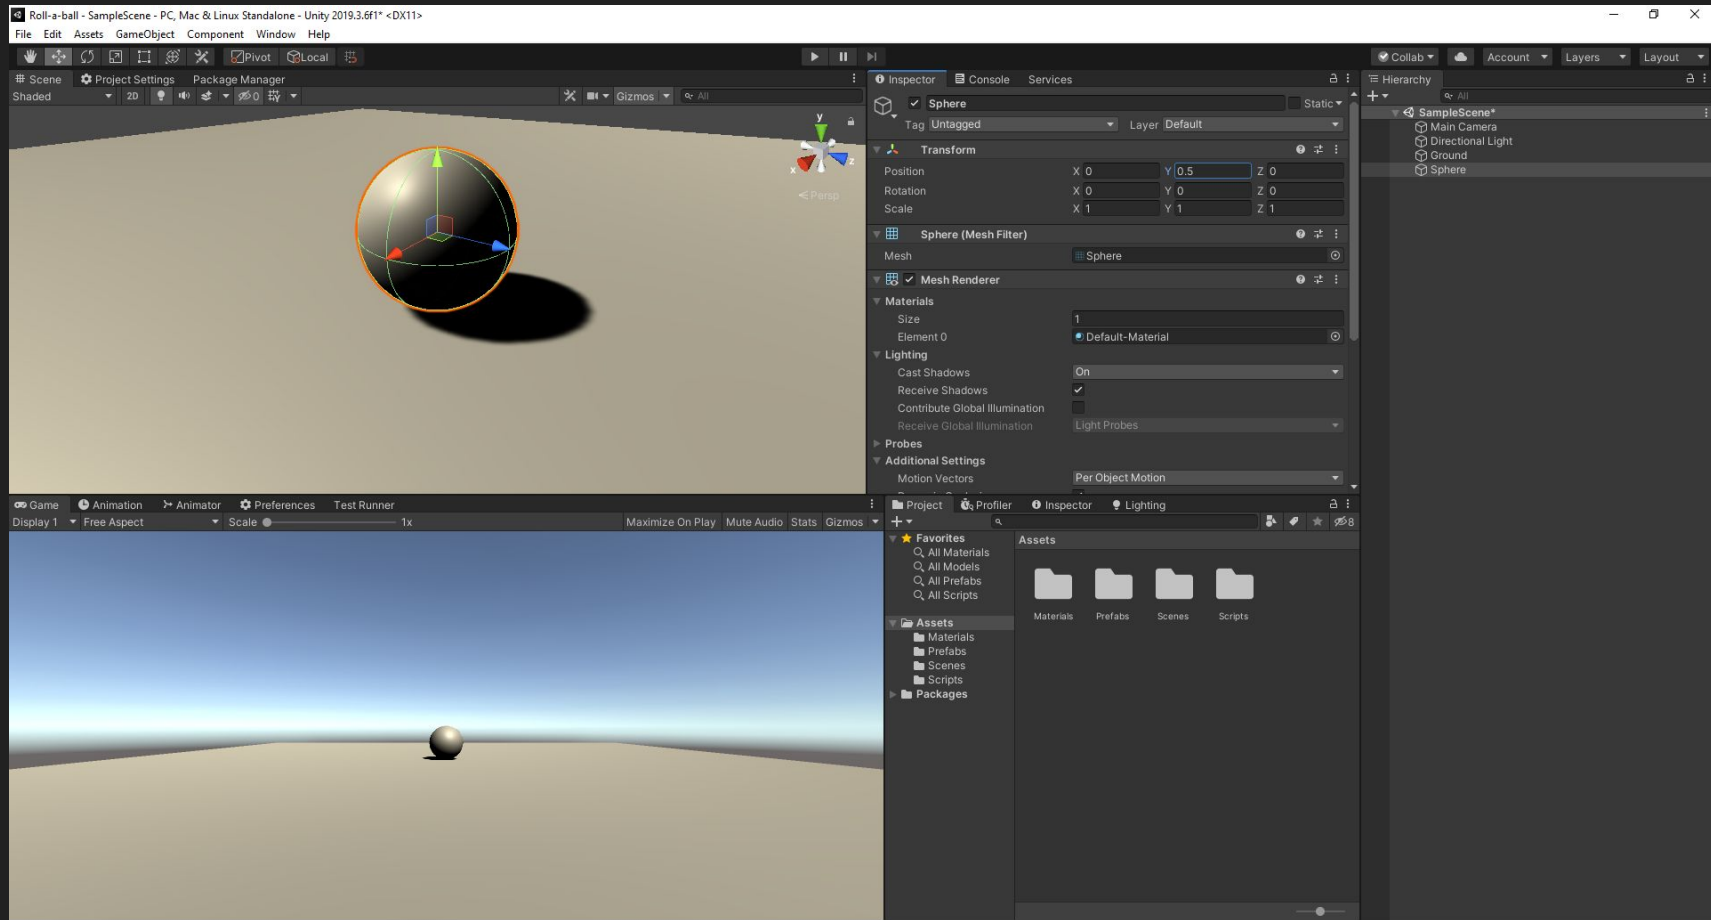 Roll-a-ball - SampleScene - PC, Mac & Linux Standalone - Unity 2019.3.6f1* <DX11>
File Edit Assets GameObject Component Window Help
Pivot Local
Collab Account Layers Layout
Scene Project Settings Package Manager
Shaded 2D 0 Gizmos All
y
x
z
Persp
Inspector Console Services
Sphere Static
Tag Untagged Layer Default
Transform
Position X 0 Y 0.5 Z 0
Rotation X 0 Y 0 Z 0
Scale X 1 Y 1 Z 1
Sphere (Mesh Filter)
Mesh Sphere
Mesh Renderer
Materials
Size 1
Element 0 Default-Material
Lighting
Cast Shadows On
Receive Shadows
Contribute Global Illumination
Receive Global Illumination Light Probes
Probes
Additional Settings
Motion Vectors Per Object Motion
Hierarchy
All
SampleScene*
Main Camera
Directional Light
Ground
Sphere
Game Animation Animator Preferences Test Runner
Display 1 Free Aspect Scale 1x Maximize On Play Mute Audio Stats Gizmos
Project Profiler Inspector Lighting
8
Favorites
All Materials
All Models
All Prefabs
All Scripts
Assets
Materials
Prefabs
Scenes
Scripts
Packages
Assets
Materials Prefabs Scenes Scripts